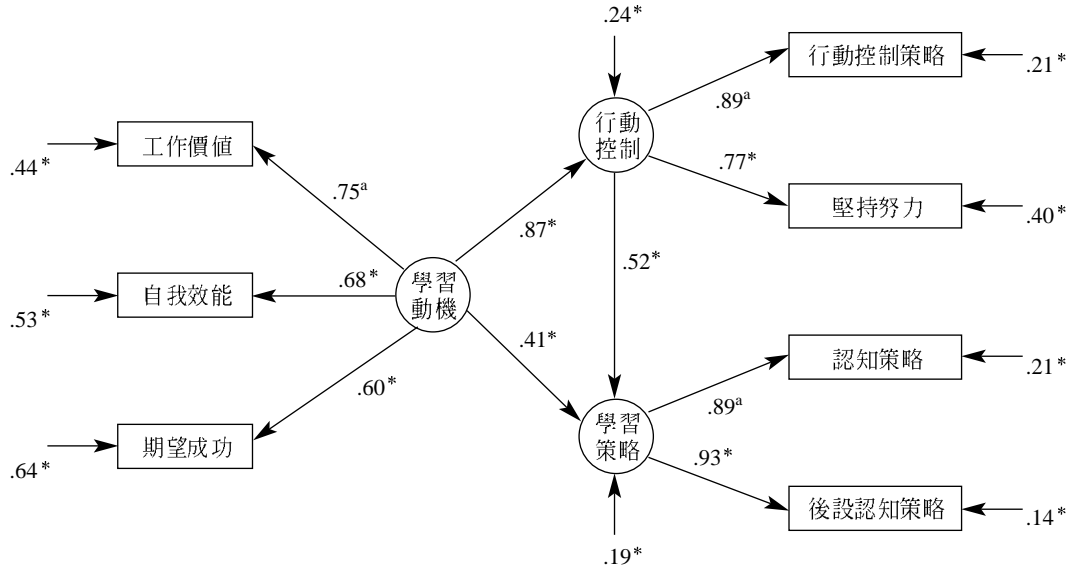 .24*
行動控制策略
.21*
.89ª
行動
控制
工作價值
.44*
.77*
.75ª
堅持努力
.40*
.87*
.52*
學習
動機
自我效能
.68*
.53*
.41*
認知策略
.21*
.60*
.89ª
學習
策略
期望成功
.64*
.93*
後設認知策略
.14*
.19*